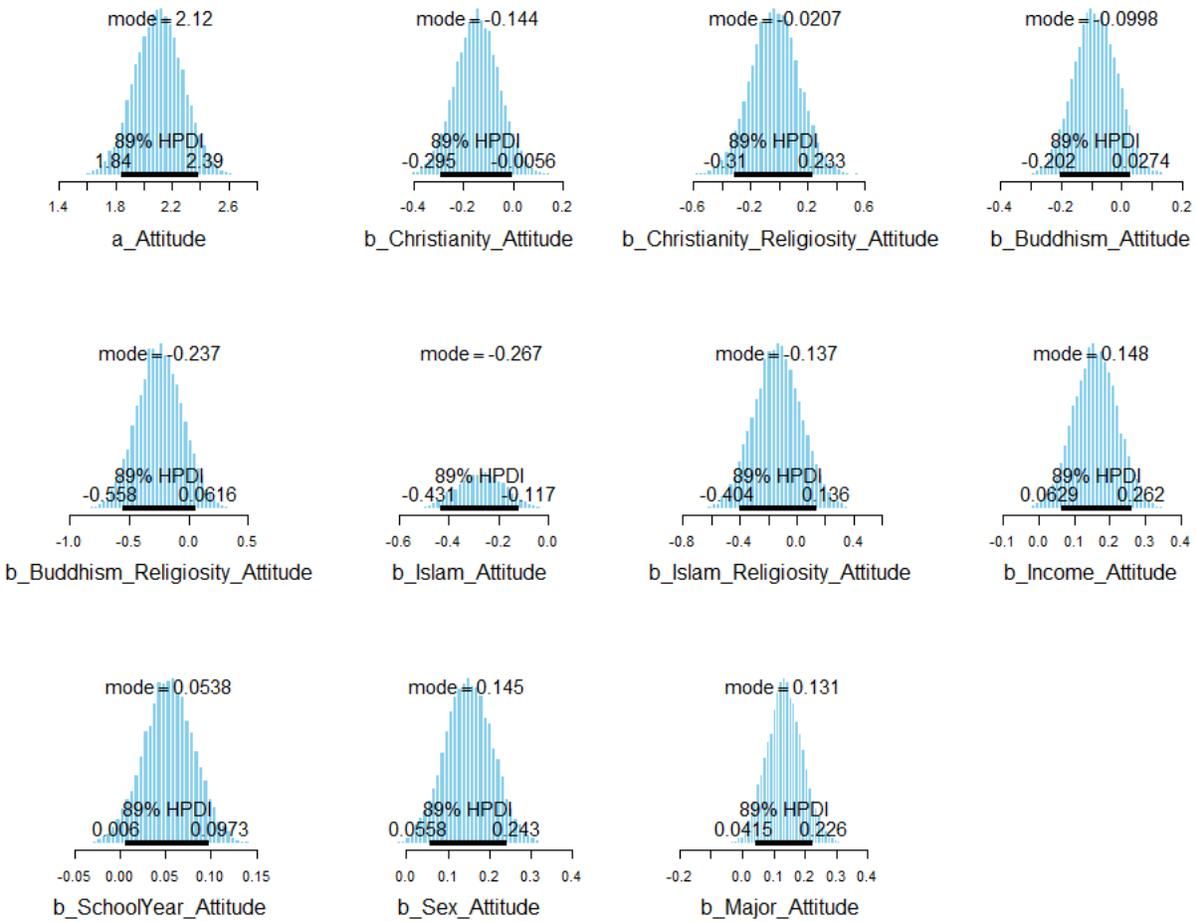 mode = 2.12
89% HPDI
1.84 2.39
1.4 1.8 2.2 2.6
a_Attitude
mode = -0.144
89% HPDI
-0.295 -0.0056
-0.4 -0.2 0.0 0.2
b_Christianity_Attitude
mode = -0.0207
89% HPDI
-0.31 0.233
-0.6 -0.2 0.2 0.6
b_Christianity_Religiosity_Attitude
mode = -0.0998
89% HPDI
-0.202 0.0274
-0.4 -0.2 0.0 0.2
b_Buddhism_Attitude
mode = -0.237
89% HPDI
-0.558 0.0616
-1.0 -0.5 0.0 0.5
b_Buddhism_Religiosity_Attitude
mode = -0.267
89% HPDI
-0.431 -0.117
-0.6 -0.4 -0.2 0.0
b_Islam_Attitude
mode = -0.137
89% HPDI
-0.404 0.136
-0.8 -0.4 0.0 0.4
b_Islam_Religiosity_Attitude
mode = 0.148
89% HPDI
0.0629 0.262
-0.1 0.0 0.1 0.2 0.3 0.4
b_Income_Attitude
mode = 0.0538
89% HPDI
0.006 0.0973
-0.05 0.00 0.05 0.10 0.15
b_SchoolYear_Attitude
mode = 0.145
89% HPDI
0.0558 0.243
0.0 0.1 0.2 0.3 0.4
b_Sex_Attitude
mode = 0.131
89% HPDI
0.0415 0.226
-0.2 0.0 0.1 0.2 0.3 0.4
b_Major_Attitude